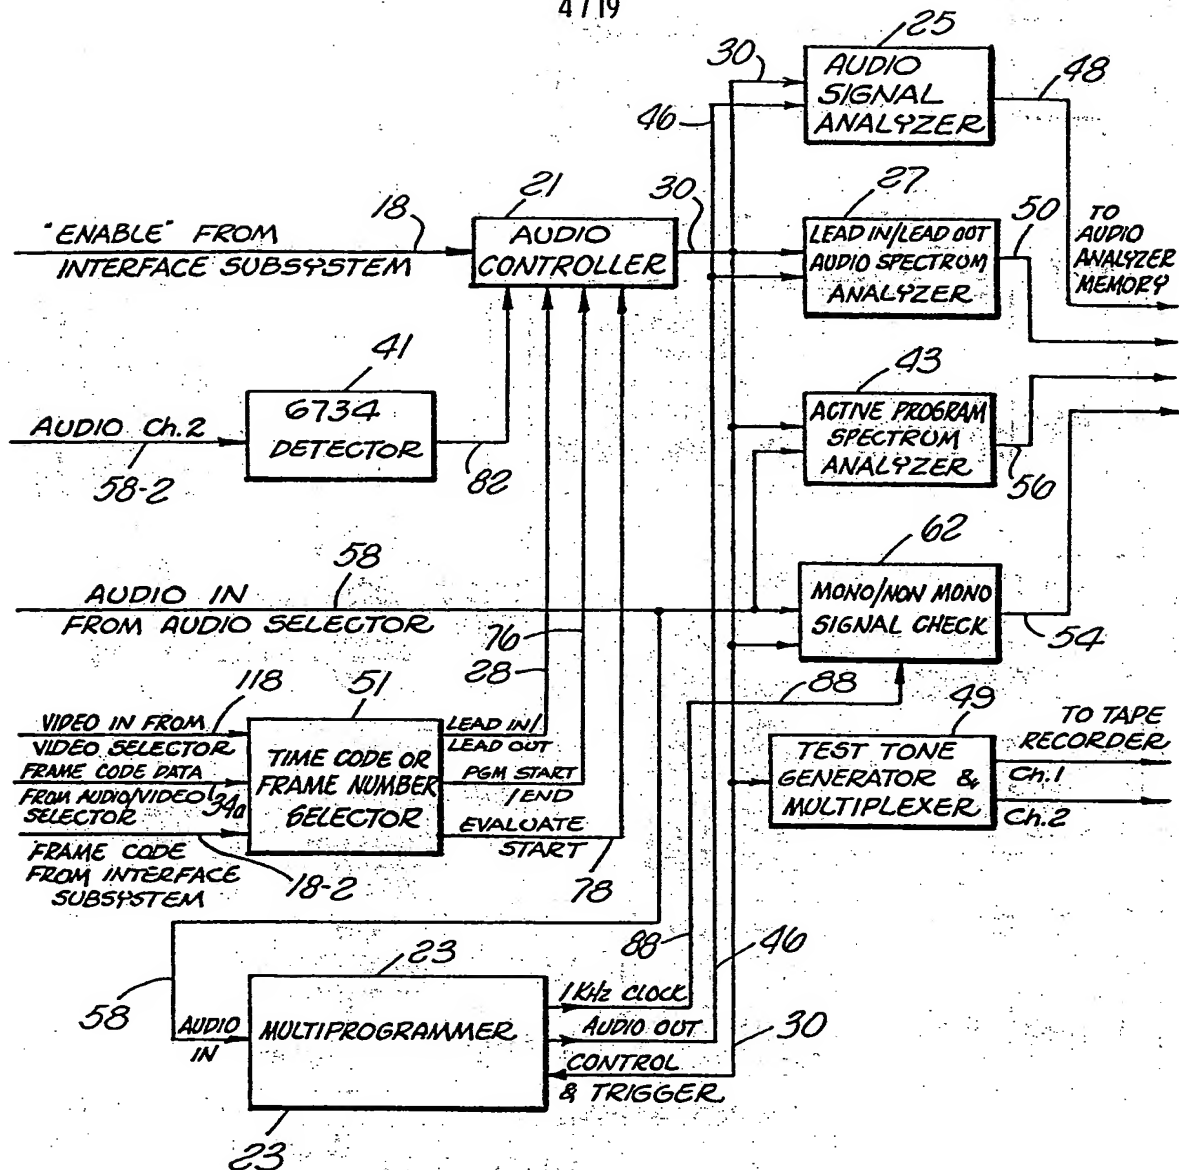 4/19
25
30
AUDIO
SIGNAL
ANALYZER
48
46
21
30
27
50
TO
AUDIO
ANALYZER
MEMORY
"ENABLE" FROM
INTERFACE SUBSYSTEM
18
AUDIO
CONTROLLER
LEAD IN/LEAD OUT
AUDIO SPECTRUM
ANALYZER
41
43
AUDIO Ch.2
58-2
6734
DETECTOR
82
ACTIVE PROGRAM
SPECTRUM
ANALYZER
56
58
62
AUDIO IN
FROM AUDIO SELECTOR
MONO/NON MONO
SIGNAL CHECK
54
76
28
118
51
88
49
VIDEO IN FROM
VIDEO SELECTOR
FRAME CODE DATA
FROM AUDIO/VIDEO
SELECTOR
34a
FRAME CODE
FROM INTERFACE
SUBSYSTEM
18-2
TIME CODE OR
FRAME NUMBER
SELECTOR
LEAD IN/
LEAD OUT
PGM START
/END
EVALUATE
START
78
TEST TONE
GENERATOR &
MULTIPLEXER
TO TAPE
RECORDER
Ch.1
Ch.2
88
46
30
23
58
AUDIO
IN
MULTIPROGRAMMER
1 KHz CLOCK
AUDIO OUT
CONTROL
& TRIGGER
23